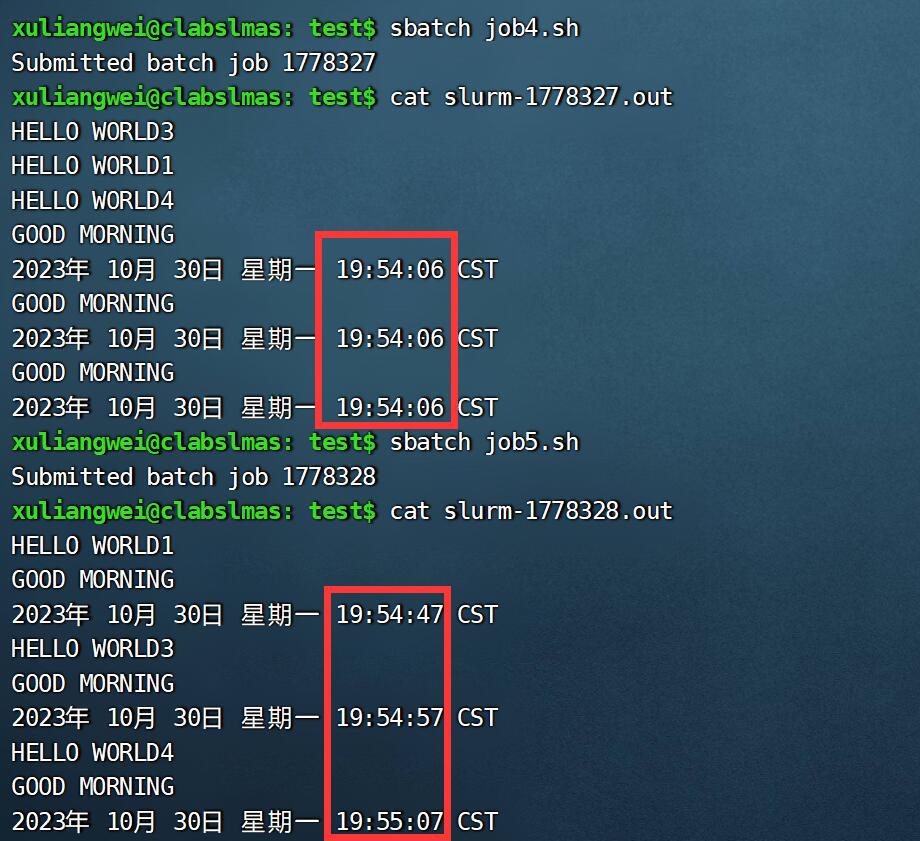 xuliangwei@clabslmas: test$ sbatch job4.sh
Submitted batch job 1778327
xuliangwei@clabslmas: test$ cat slurm-1778327.out
HELLO WORLD3
HELLO WORLD1
HELLO WORLD4
GOOD MORNING
2023年 10月 30日 星期一 19:54:06 CST
GOOD MORNING
2023年 10月 30日 星期一 19:54:06 CST
GOOD MORNING
2023年 10月 30日 星期一 19:54:06 CST
xuliangwei@clabslmas: test$ sbatch job5.sh
Submitted batch job 1778328
xuliangwei@clabslmas: test$ cat slurm-1778328.out
HELLO WORLD1
GOOD MORNING
2023年 10月 30日 星期一 19:54:47 CST
HELLO WORLD3
GOOD MORNING
2023年 10月 30日 星期一 19:54:57 CST
HELLO WORLD4
GOOD MORNING
2023年 10月 30日 星期一 19:55:07 CST